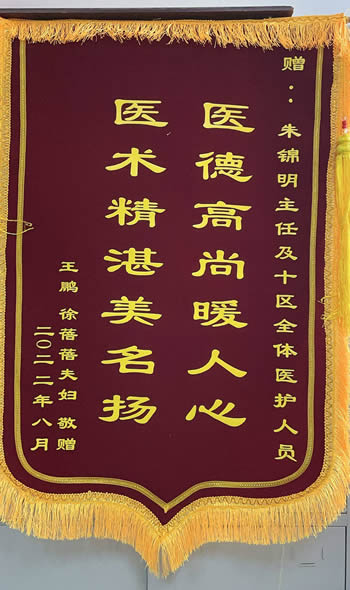 赠：朱锦明主任及十区全体医护人员
医德高尚暖人心
医术精湛美名扬
王鹏 徐蓓蓓夫妇 敬赠
二〇二二年八月